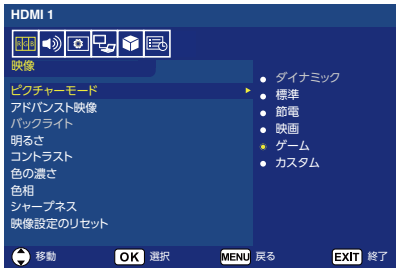 HDMI 1
RGB
映像
ピクチャーモード
アドバンスト映像
バックライト
明るさ
コントラスト
色の濃さ
色相
シャープネス
映像設定のリセット
ダイナミック
標準
節電
映画
ゲーム
カスタム
移動 OK 選択 MENU 戻る EXIT 終了